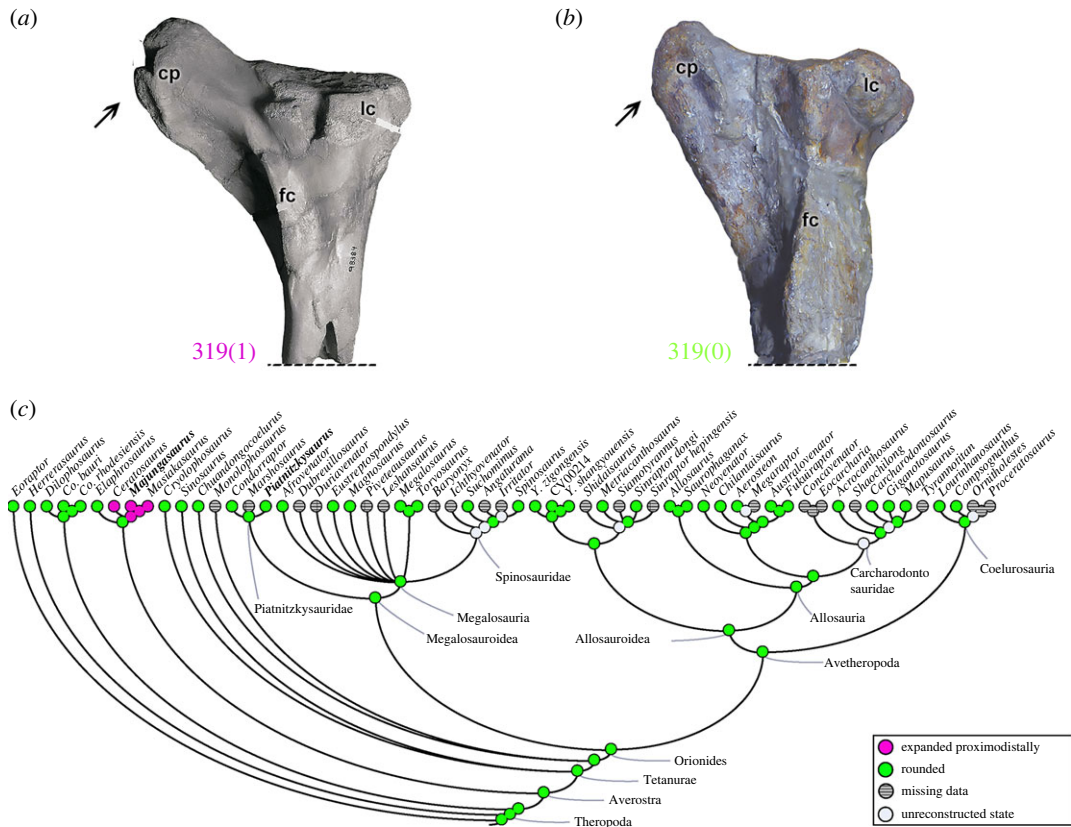 (a)
(b)
cp
lc
fc
319(1)
cp
lc
fc
319(0)
(c)
Eoraptor
Herrerasaurus
Dilophosaurus
Co. rhodesiensis
Co. bauri
Elaphrosaurus
Ceratosaurus
Majungasaurus
Masiakasaurus
Cryolophosaurus
Sinosaurus
Chuandongocoelurus
Monolophosaurus
Condorraptor
Marshosaurus
Piatnitzkysaurus
Afrovenator
Dubreuillosaurus
Duriavenator
Eustreptospondylus
Magnosaurus
Piveteausaurus
Leshansaurus
Megalosaurus
Torvosaurus
Baryonyx
Suchomimus
Ichthyovenator
Angaturama
Irritator
Spinosaurus
Y. zigongensis
CV00214
Y. shangyouensis
Shidaisaurus
Metriacanthosaurus
Siamotyrannus
Sinraptor dongi
Sinraptor hepingensis
Allosaurus
Saurophaganax
Neovenator
Chilantaisaurus
Aerosteon
Megaraptor
Australovenator
Fukuiraptor
Concavenator
Eocarcharia
Acrocanthosaurus
Shaochilong
Carcharodontosaurus
Giganotosaurus
Mapusaurus
Tyrannotitan
Lourinhanosaurus
Compsognathus
Ornitholestes
Proceratosaurus
Spinosauridae
Piatnitzkysauridae
Megalosauria
Megalosauroidea
Carcharodonto
sauridae
Coelurosauria
Allosauria
Allosauroidea
Avetheropoda
Orionides
Tetanurae
Averostra
Theropoda
expanded proximodistally
rounded
missing data
unreconstructed state